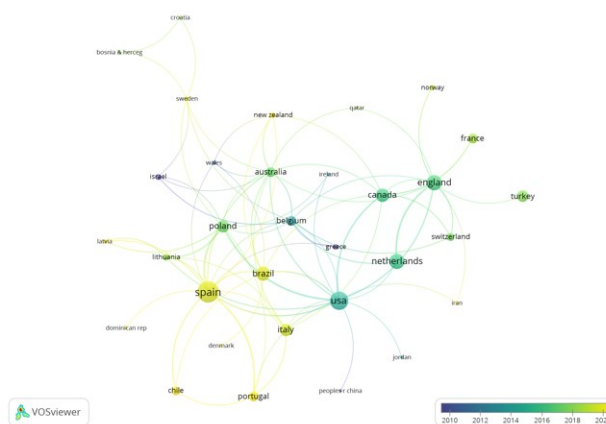 croatia
bosnia & herceg
norway
sweden
qatar
new zealand
france
wales
australia
ireland
israel
england
canada
turkey
belgium
poland
switzerland
latvia
greece
lithuania
netherlands
brazil
spain
usa
iran
dominican rep
italy
denmark
jordan
chile
peoples r china
portugal
VOSviewer
2010 2012 2014 2016 2018